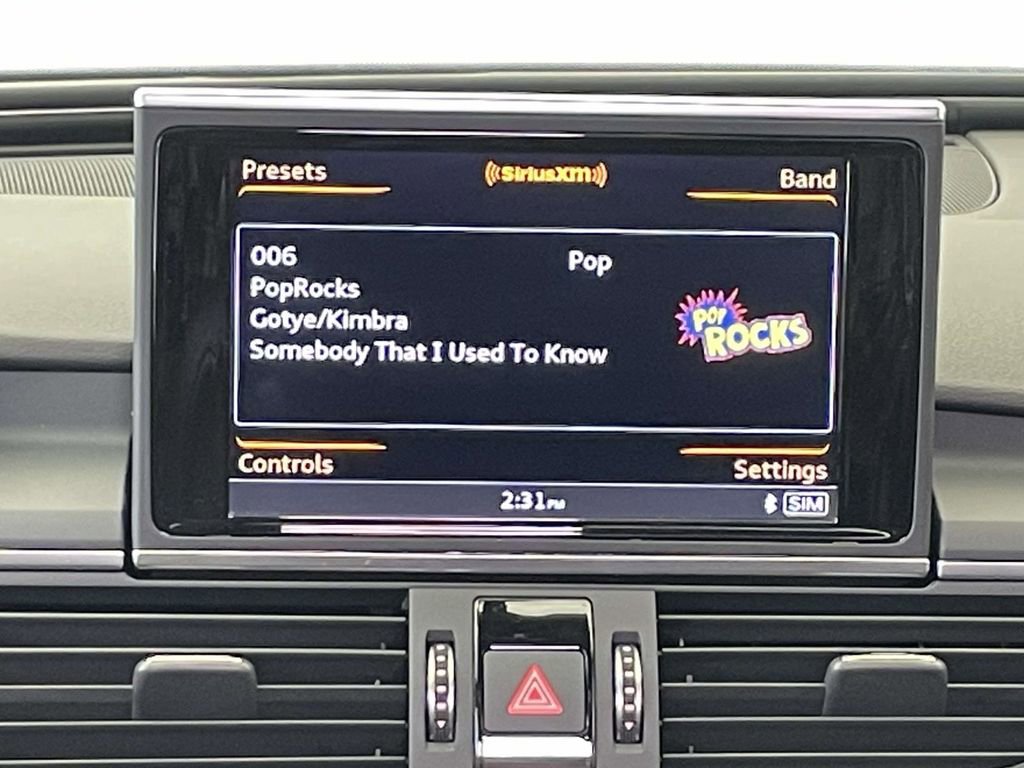 Presets
((SiriusXM))
Band
006
Pop
PopRocks
Gotye/Kimbra
Somebody That I Used To Know
POP
ROCKS
Controls
Settings
2:31PM
SIM